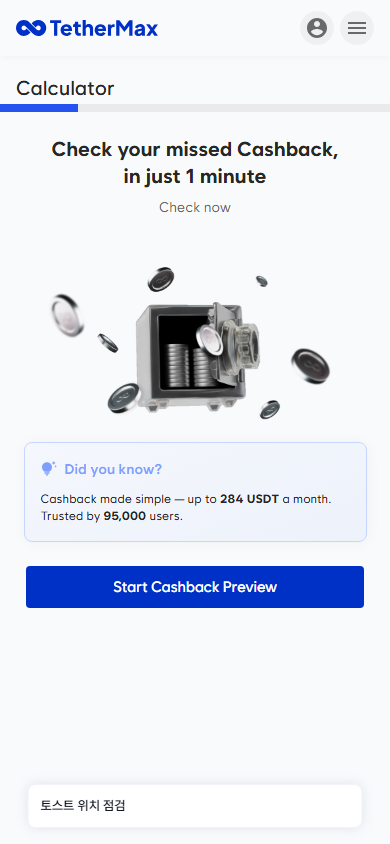 TetherMax
Calculator
Check your missed Cashback,
in just 1 minute
Check now
Did you know?
Cashback made simple — up to 284 USDT a month.
Trusted by 95,000 users.
Start Cashback Preview
토스트 위치 점검